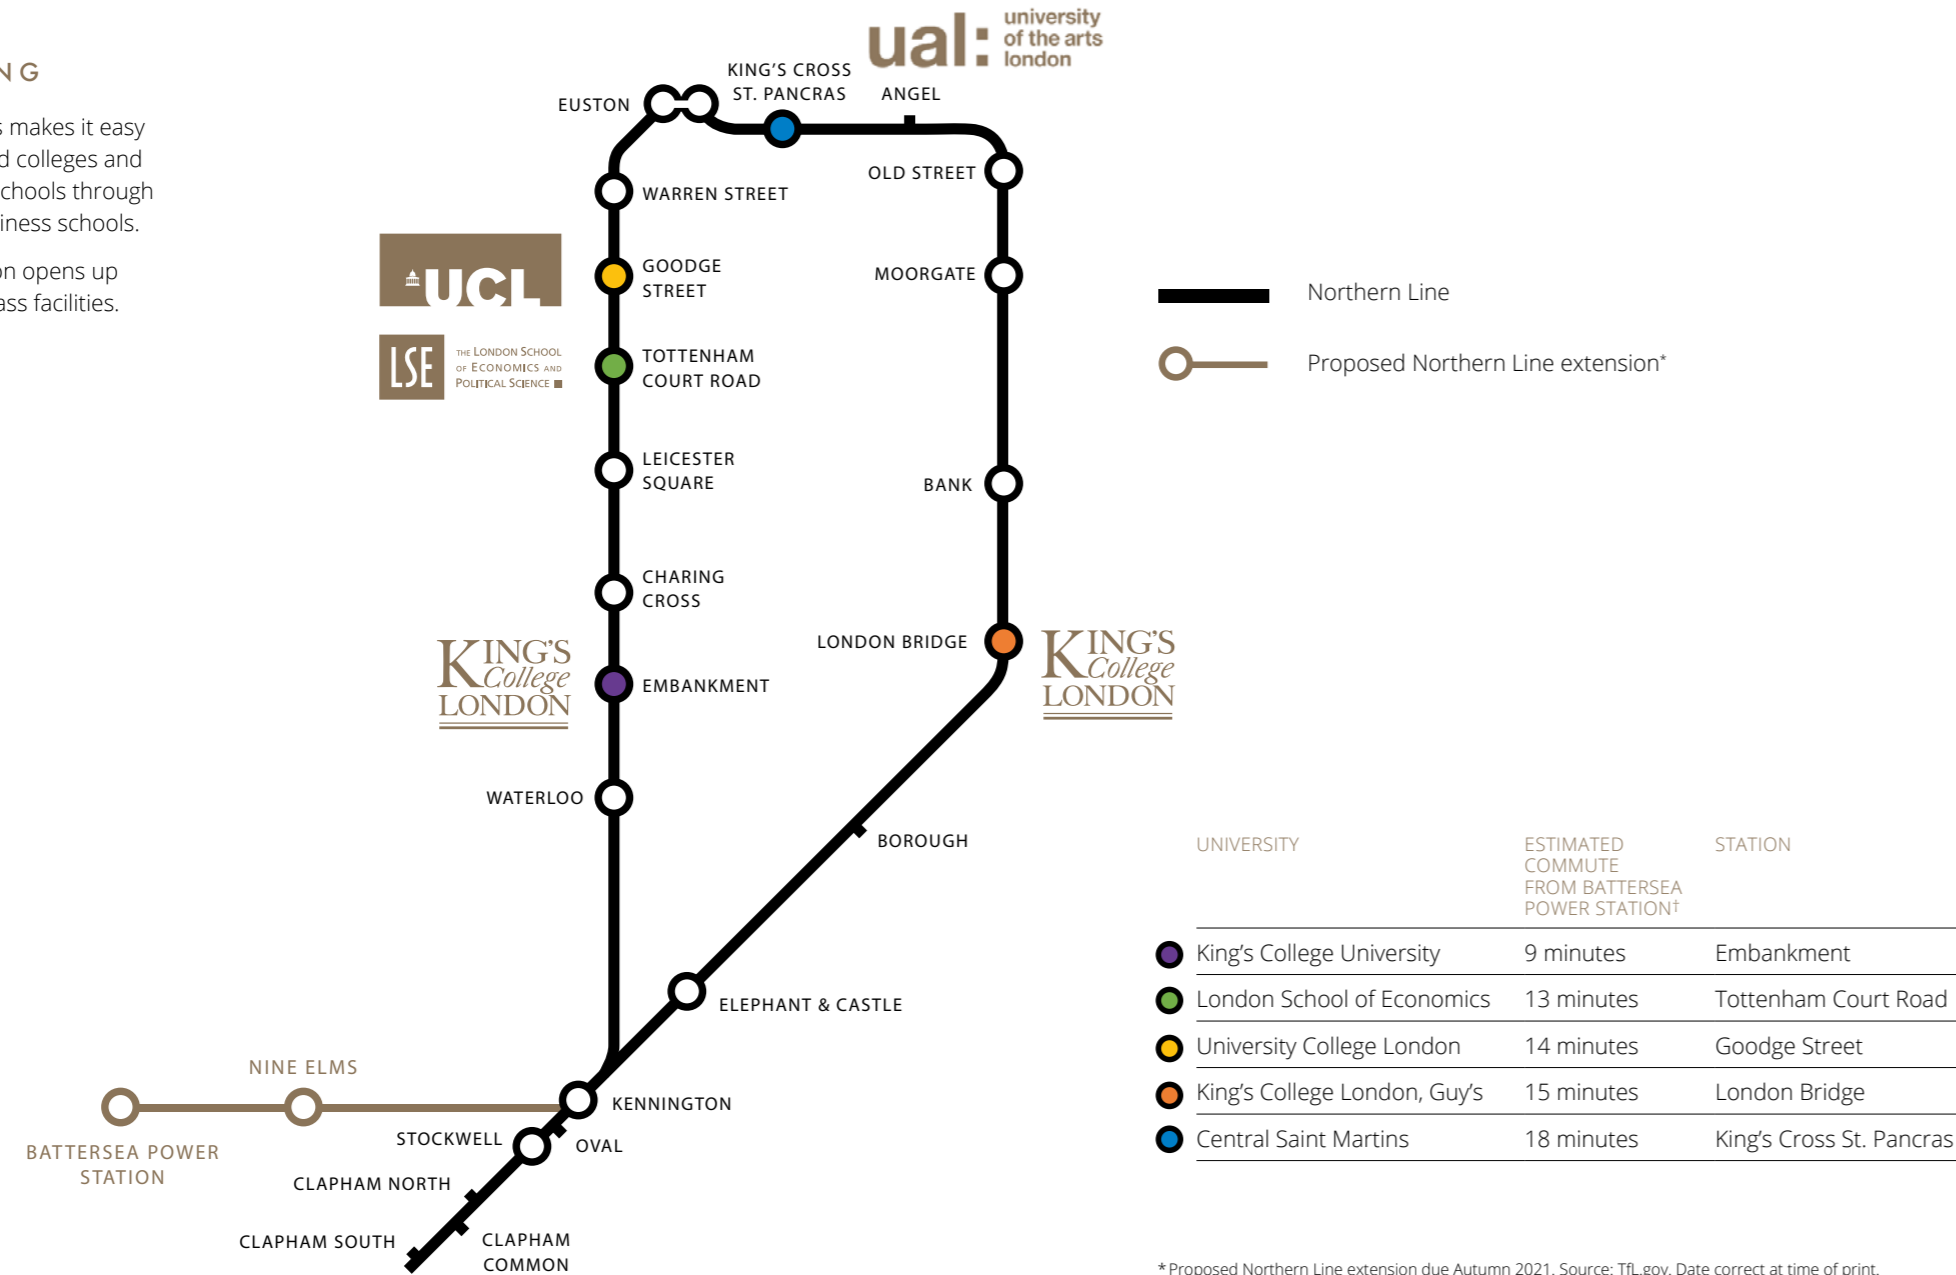 NG
s makes it easy
d colleges and
chools through
iness schools.
on opens up
ass facilities.
ual: university
of the arts
london
KING'S CROSS
ST. PANCRAS
ANGEL
EUSTON
OLD STREET
WARREN STREET
UCL
GOODGE
STREET
MOORGATE
LSE
THE LONDON SCHOOL
OF ECONOMICS AND
POLITICAL SCIENCE
TOTTENHAM
COURT ROAD
LEICESTER
SQUARE
BANK
CHARING
CROSS
KING'S
College
LONDON
EMBANKMENT
LONDON BRIDGE
KING'S
College
LONDON
WATERLOO
BOROUGH
ELEPHANT & CASTLE
NINE ELMS
KENNINGTON
BATTERSEA POWER
STATION
STOCKWELL
OVAL
CLAPHAM NORTH
CLAPHAM SOUTH
CLAPHAM
COMMON
Northern Line
Proposed Northern Line extension*
UNIVERSITY
ESTIMATED
COMMUTE
FROM BATTERSEA
POWER STATION†
STATION
King's College University 9 minutes Embankment
London School of Economics 13 minutes Tottenham Court Road
University College London 14 minutes Goodge Street
King's College London, Guy's 15 minutes London Bridge
Central Saint Martins 18 minutes King's Cross St. Pancras
*Proposed Northern Line extension due Autumn 2021. Source: TfL.gov. Date correct at time of print.